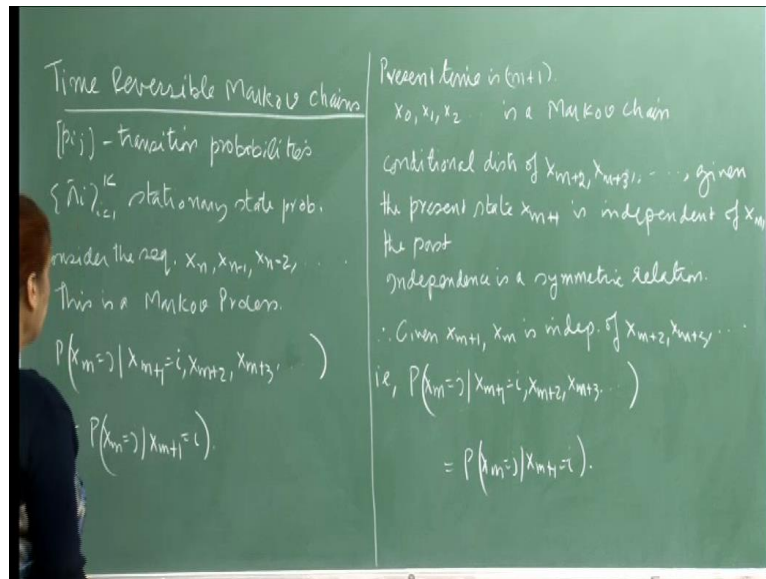 Time Reversible Markov Chains
[pij) - transition probabilities
{πi}ᵢ₌₁ᴷ stationary state prob.
onsider the seq. Xn, Xn-1, Xn-2, ....
This is a Markov Process.
P(Xm=j | Xm+1=i, Xm+2, Xm+3, ....)
= P(Xm=j | Xm+1=i).
Present time is (m+1).
X0, X1, X2 .... is a Markov Chain
conditional distn of Xm+2, Xm+3, ...., given
the present state Xm+1 is independent of Xm,
the past
Independence is a symmetric relation.
∴ Given Xm+1, Xm is indep. of Xm+2, Xm+3, ....
ie, P(Xm=j | Xm+1=i, Xm+2, Xm+3 ...)
= P(Xm=j | Xm+1=i).